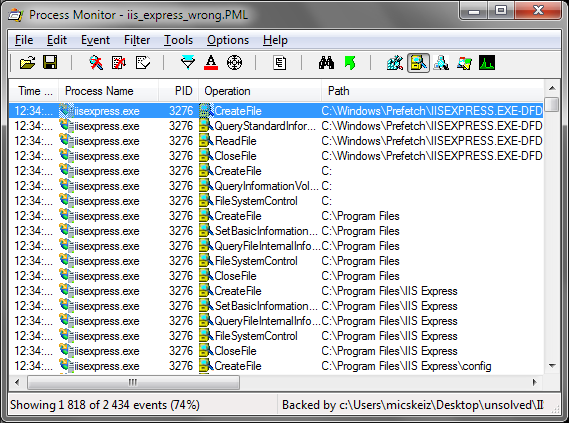 Process Monitor - iis_express_wrong.PML
File Edit Event Filter Tools Options Help
Time ... Process Name PID Operation Path
12:34:... iisexpress.exe 3276 CreateFile C:\Windows\Prefetch\IISEXPRESS.EXE-DFD
12:34:... iisexpress.exe 3276 QueryStandardInfor... C:\Windows\Prefetch\IISEXPRESS.EXE-DFD
12:34:... iisexpress.exe 3276 ReadFile C:\Windows\Prefetch\IISEXPRESS.EXE-DFD
12:34:... iisexpress.exe 3276 CloseFile C:\Windows\Prefetch\IISEXPRESS.EXE-DFD
12:34:... iisexpress.exe 3276 CreateFile C:
12:34:... iisexpress.exe 3276 QueryInformationVol... C:
12:34:... iisexpress.exe 3276 FileSystemControl C:
12:34:... iisexpress.exe 3276 CreateFile C:\Program Files
12:34:... iisexpress.exe 3276 SetBasicInformation... C:\Program Files
12:34:... iisexpress.exe 3276 QueryFileInternalInfo... C:\Program Files
12:34:... iisexpress.exe 3276 FileSystemControl C:\Program Files
12:34:... iisexpress.exe 3276 CloseFile C:\Program Files
12:34:... iisexpress.exe 3276 CreateFile C:\Program Files\IIS Express
12:34:... iisexpress.exe 3276 SetBasicInformation... C:\Program Files\IIS Express
12:34:... iisexpress.exe 3276 QueryFileInternalInfo... C:\Program Files\IIS Express
12:34:... iisexpress.exe 3276 FileSystemControl C:\Program Files\IIS Express
12:34:... iisexpress.exe 3276 CloseFile C:\Program Files\IIS Express
12:34:... iisexpress.exe 3276 CreateFile C:\Program Files\IIS Express\config
Showing 1 818 of 2 434 events (74%) Backed by c:\Users\micskeiz\Desktop\unsolved\II